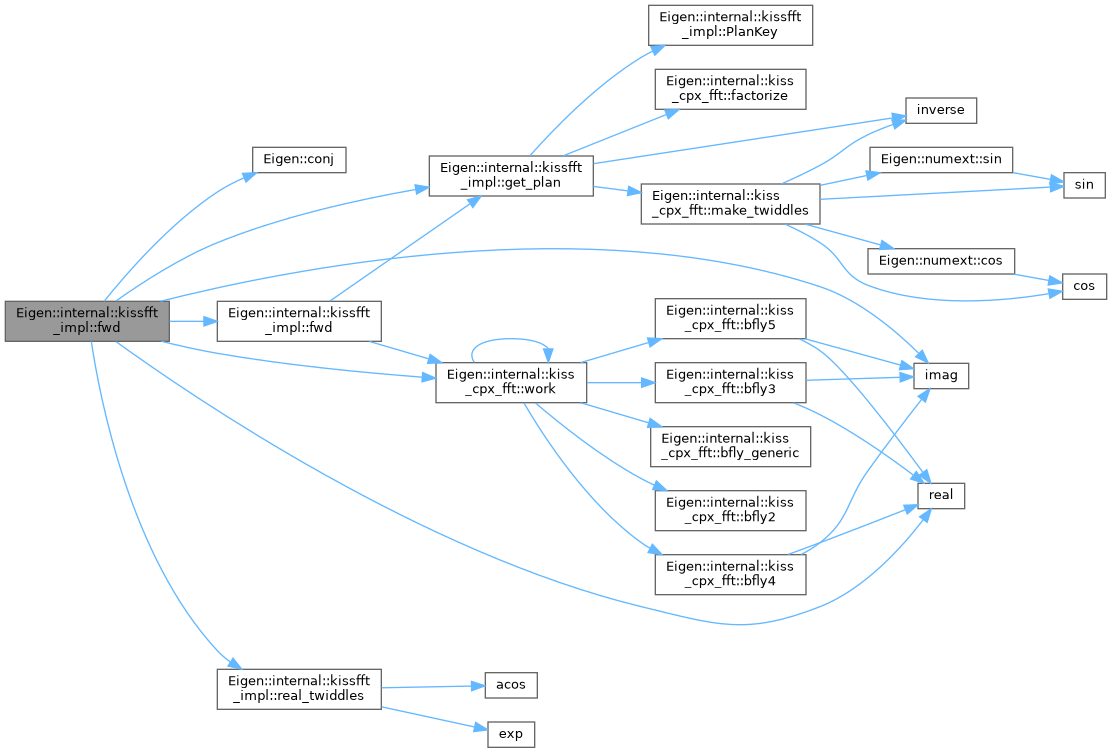 Eigen::internal::kissfft
_impl::PlanKey
Eigen::internal::kiss
_cpx_fft::factorize
inverse
Eigen::conj
Eigen::internal::kissfft
_impl::get_plan
Eigen::numext::sin
sin
Eigen::internal::kiss
_cpx_fft::make_twiddles
Eigen::numext::cos
cos
Eigen::internal::kissfft
_impl::fwd
Eigen::internal::kissfft
_impl::fwd
Eigen::internal::kiss
_cpx_fft::bfly5
Eigen::internal::kiss
_cpx_fft::work
Eigen::internal::kiss
_cpx_fft::bfly3
imag
Eigen::internal::kiss
_cpx_fft::bfly_generic
Eigen::internal::kiss
_cpx_fft::bfly2
real
Eigen::internal::kiss
_cpx_fft::bfly4
Eigen::internal::kissfft
_impl::real_twiddles
acos
exp